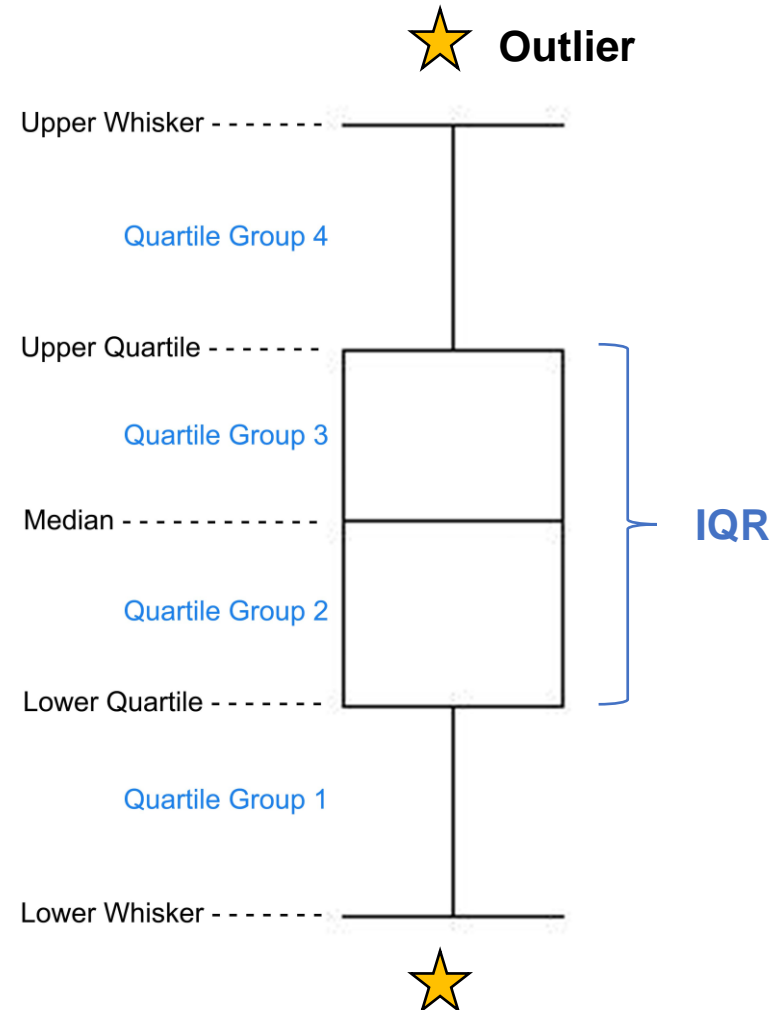 Outlier
Upper Whisker - - - - - - -
Quartile Group 4
Upper Quartile - - - - - - -
Quartile Group 3
Median - - - - - - - - - - - -
IQR
Quartile Group 2
Lower Quartile - - - - - - -
Quartile Group 1
Lower Whisker - - - - - - -